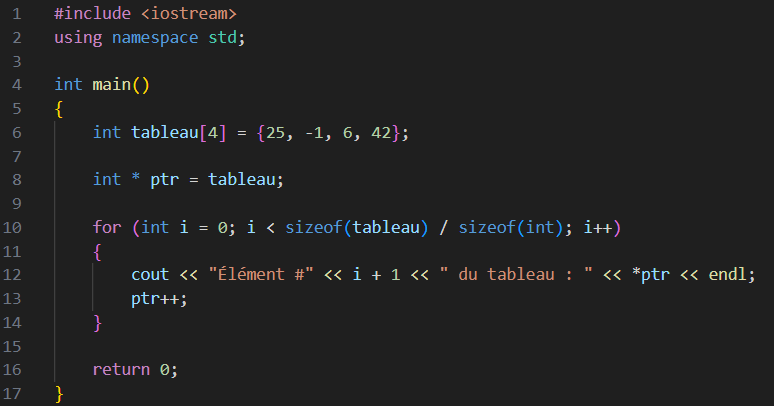 1 #include <iostream>
2 using namespace std;
3
4 int main()
5 {
6 int tableau[4] = {25, -1, 6, 42};
7
8 int * ptr = tableau;
9
10 for (int i = 0; i < sizeof(tableau) / sizeof(int); i++)
11 {
12 cout << "Élément #" << i + 1 << " du tableau : " << *ptr << endl;
13 ptr++;
14 }
15
16 return 0;
17 }